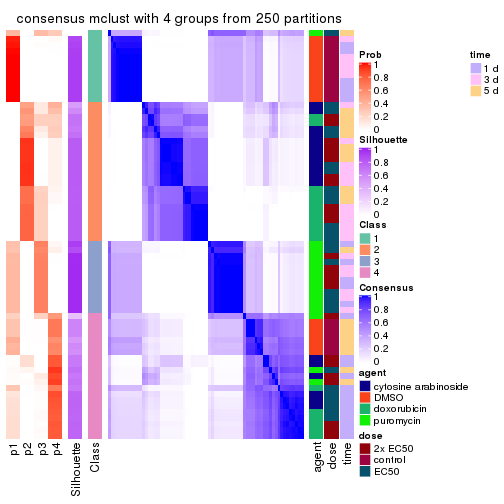 consensus mclust with 4 groups from 250 partitions
Prob
1
0.8
0.6
0.4
0.2
0
time
1 d
3 d
5 d
Silhouette
1
0.8
0.6
0.4
0.2
0
Class
1
2
3
4
Consensus
1
0.8
0.6
0.4
0.2
0
agent
cytosine arabinoside
DMSO
doxorubicin
puromycin
dose
2x EC50
control
EC50
p1
p2
p3
p4
Silhouette
Class
agent
dose
time